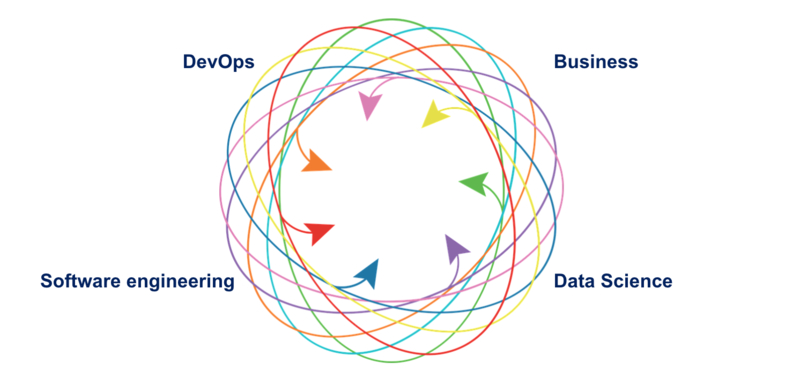 DevOps
Business
Software engineering
Data Science